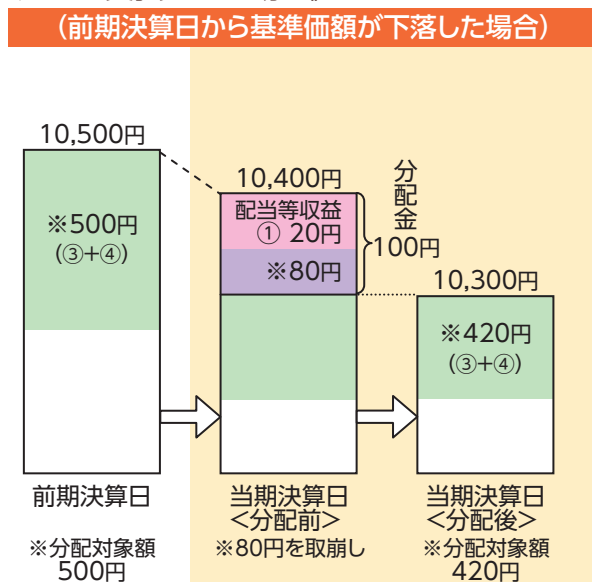 (前期決算日から基準価額が下落した場合)
10,500円
※500円
(③+④)
10,400円
配当等収益
① 20円
※80円
分配金
100円
10,300円
※420円
(③+④)
前期決算日
※分配対象額
500円
当期決算日
<分配前>
※80円を取崩し
当期決算日
<分配後>
※分配対象額
420円